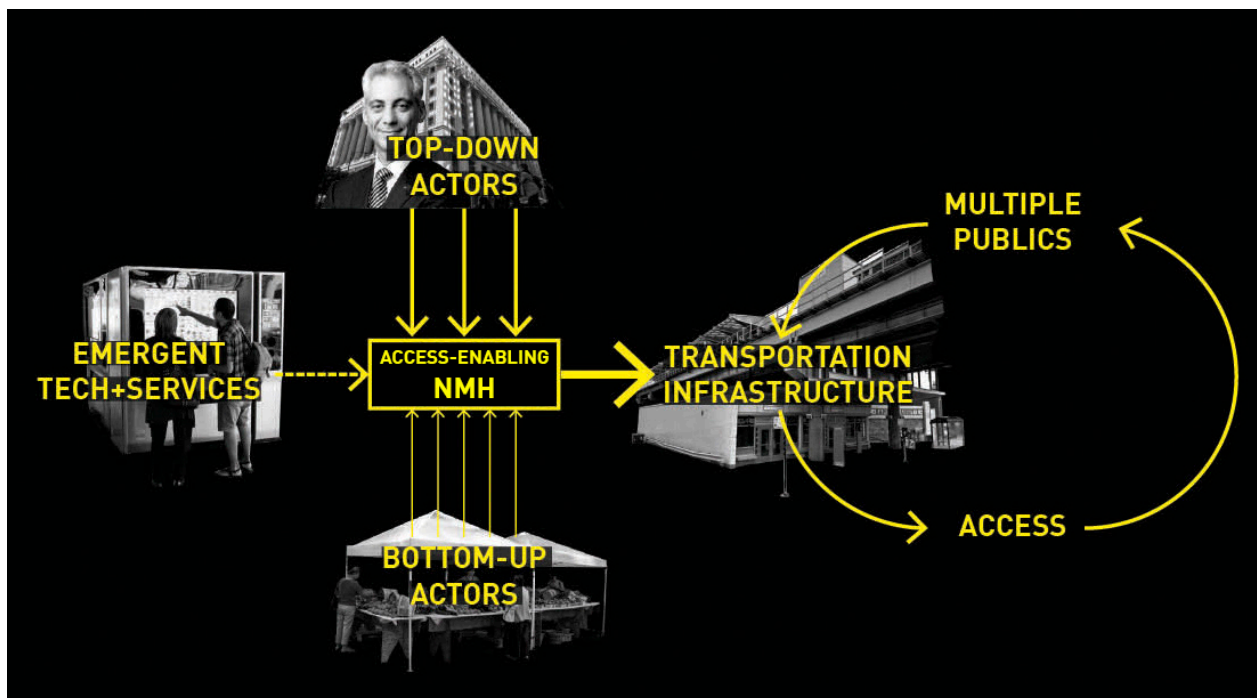 TOP-DOWN
ACTORS
MULTIPLE
PUBLICS
EMERGENT
TECH+SERVICES
ACCESS-ENABLING
NMH
TRANSPORTATION
INFRASTRUCTURE
BOTTOM-UP
ACTORS
ACCESS